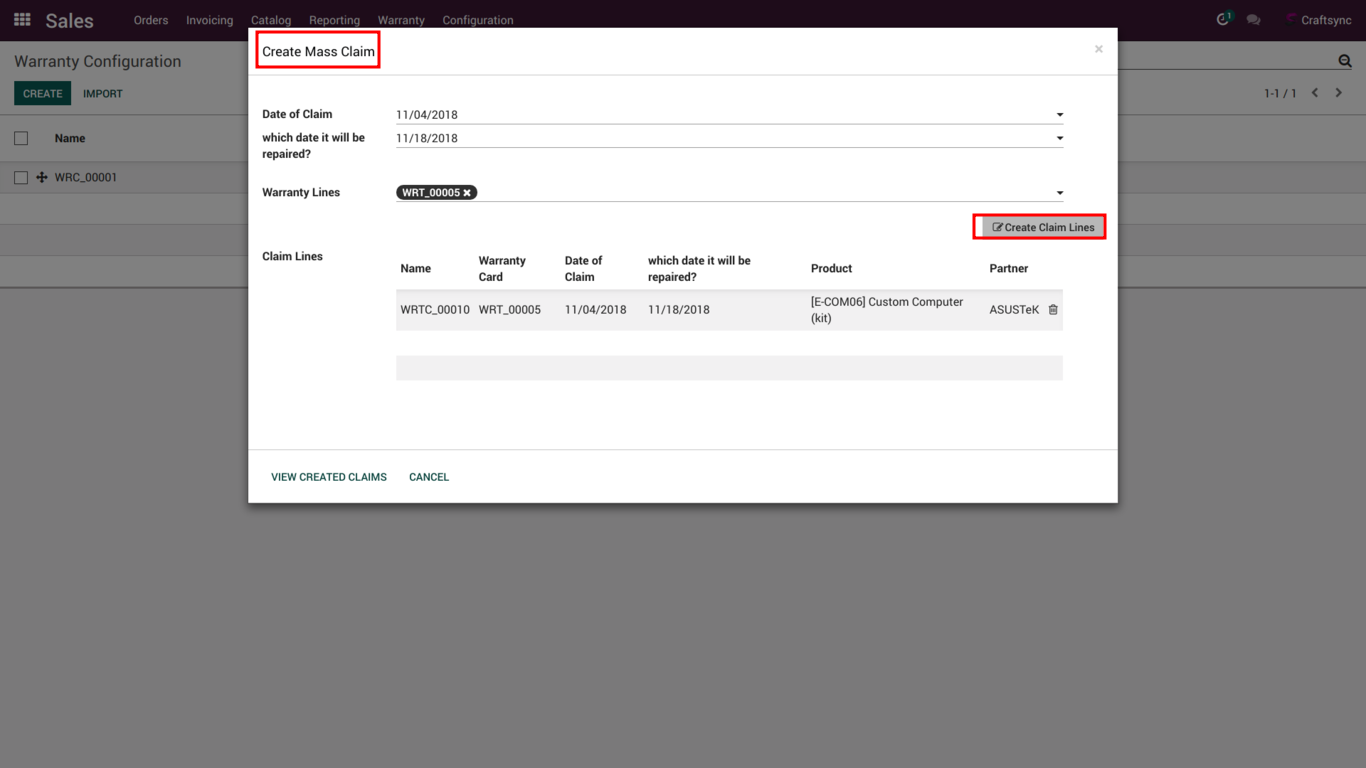 Sales Orders Invoicing Catalog Reporting Warranty Configuration 1 Craftsync
Create Mass Claim ×
Warranty Configuration
CREATE IMPORT
1-1 / 1
Date of Claim 11/04/2018
which date it will be
repaired?
11/18/2018
Name
WRC_00001
Warranty Lines WRT_00005 ×
Create Claim Lines
Claim Lines
Name Warranty
Card Date of
Claim which date it will be
repaired? Product Partner
WRTC_00010 WRT_00005 11/04/2018 11/18/2018 [E-COM06] Custom Computer
(kit) ASUSTeK
VIEW CREATED CLAIMS CANCEL